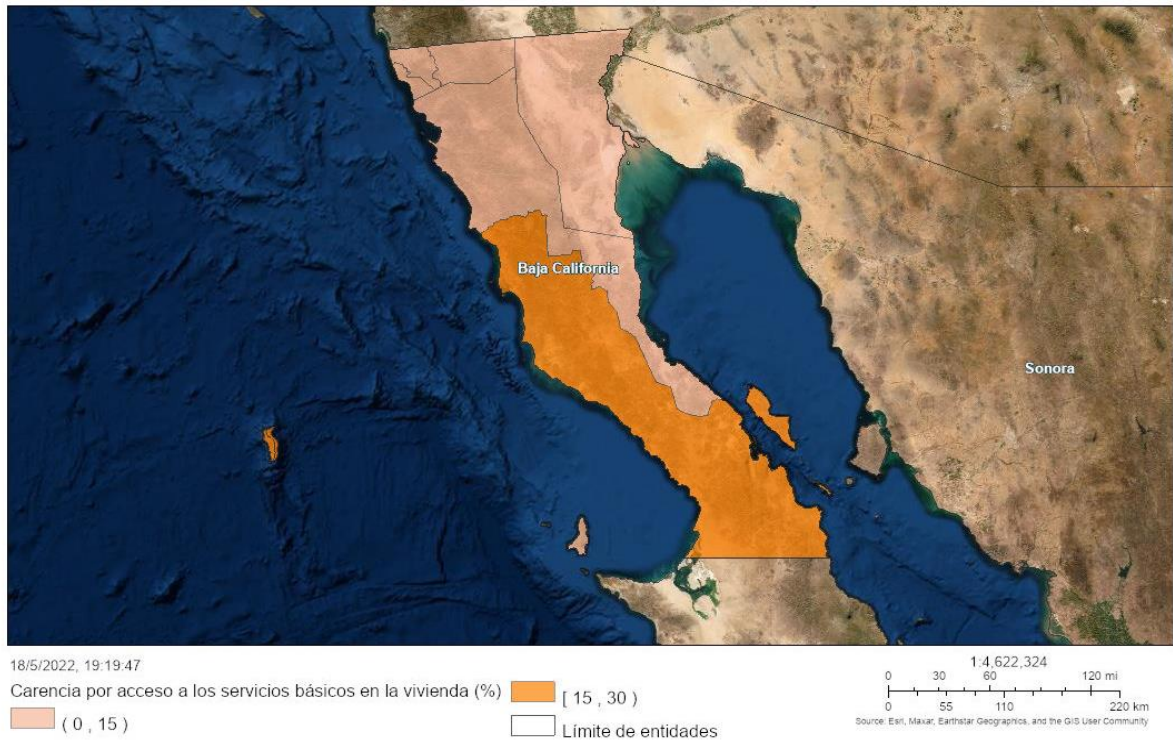 Baja California
Sonora
18/5/2022, 19:19:47
Carencia por acceso a los servicios básicos en la vivienda (%)
( 0 , 15 )
[ 15 , 30 )
Límite de entidades
1:4,622,324
0 30 60 120 mi
0 55 110 220 km
Source: Esri, Maxar, Earthstar Geographics, and the GIS User Community